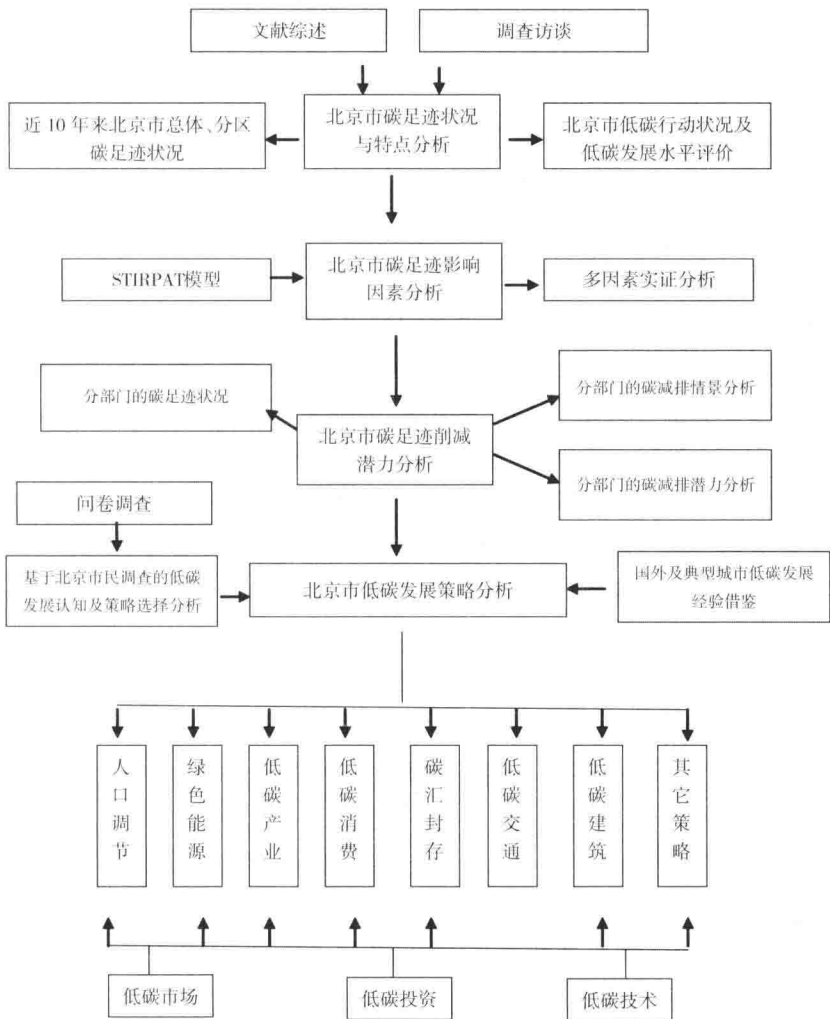 文献综述
调查访谈
近10年来北京市总体、分区
碳足迹状况
北京市碳足迹状况
与特点分析
北京市低碳行动状况及
低碳发展水平评价
STIRPAT模型
北京市碳足迹影响
因素分析
多因素实证分析
分部门的碳足迹状况
北京市碳足迹削减
潜力分析
分部门的碳减排情景分析
分部门的碳减排潜力分析
问卷调查
基于北京市民调查的低碳
发展认知及策略选择分析
北京市低碳发展策略分析
国外及典型城市低碳发展
经验借鉴
人口调节
绿色能源
低碳产业
低碳消费
碳汇封存
低碳交通
低碳建筑
其它策略
低碳市场
低碳投资
低碳技术